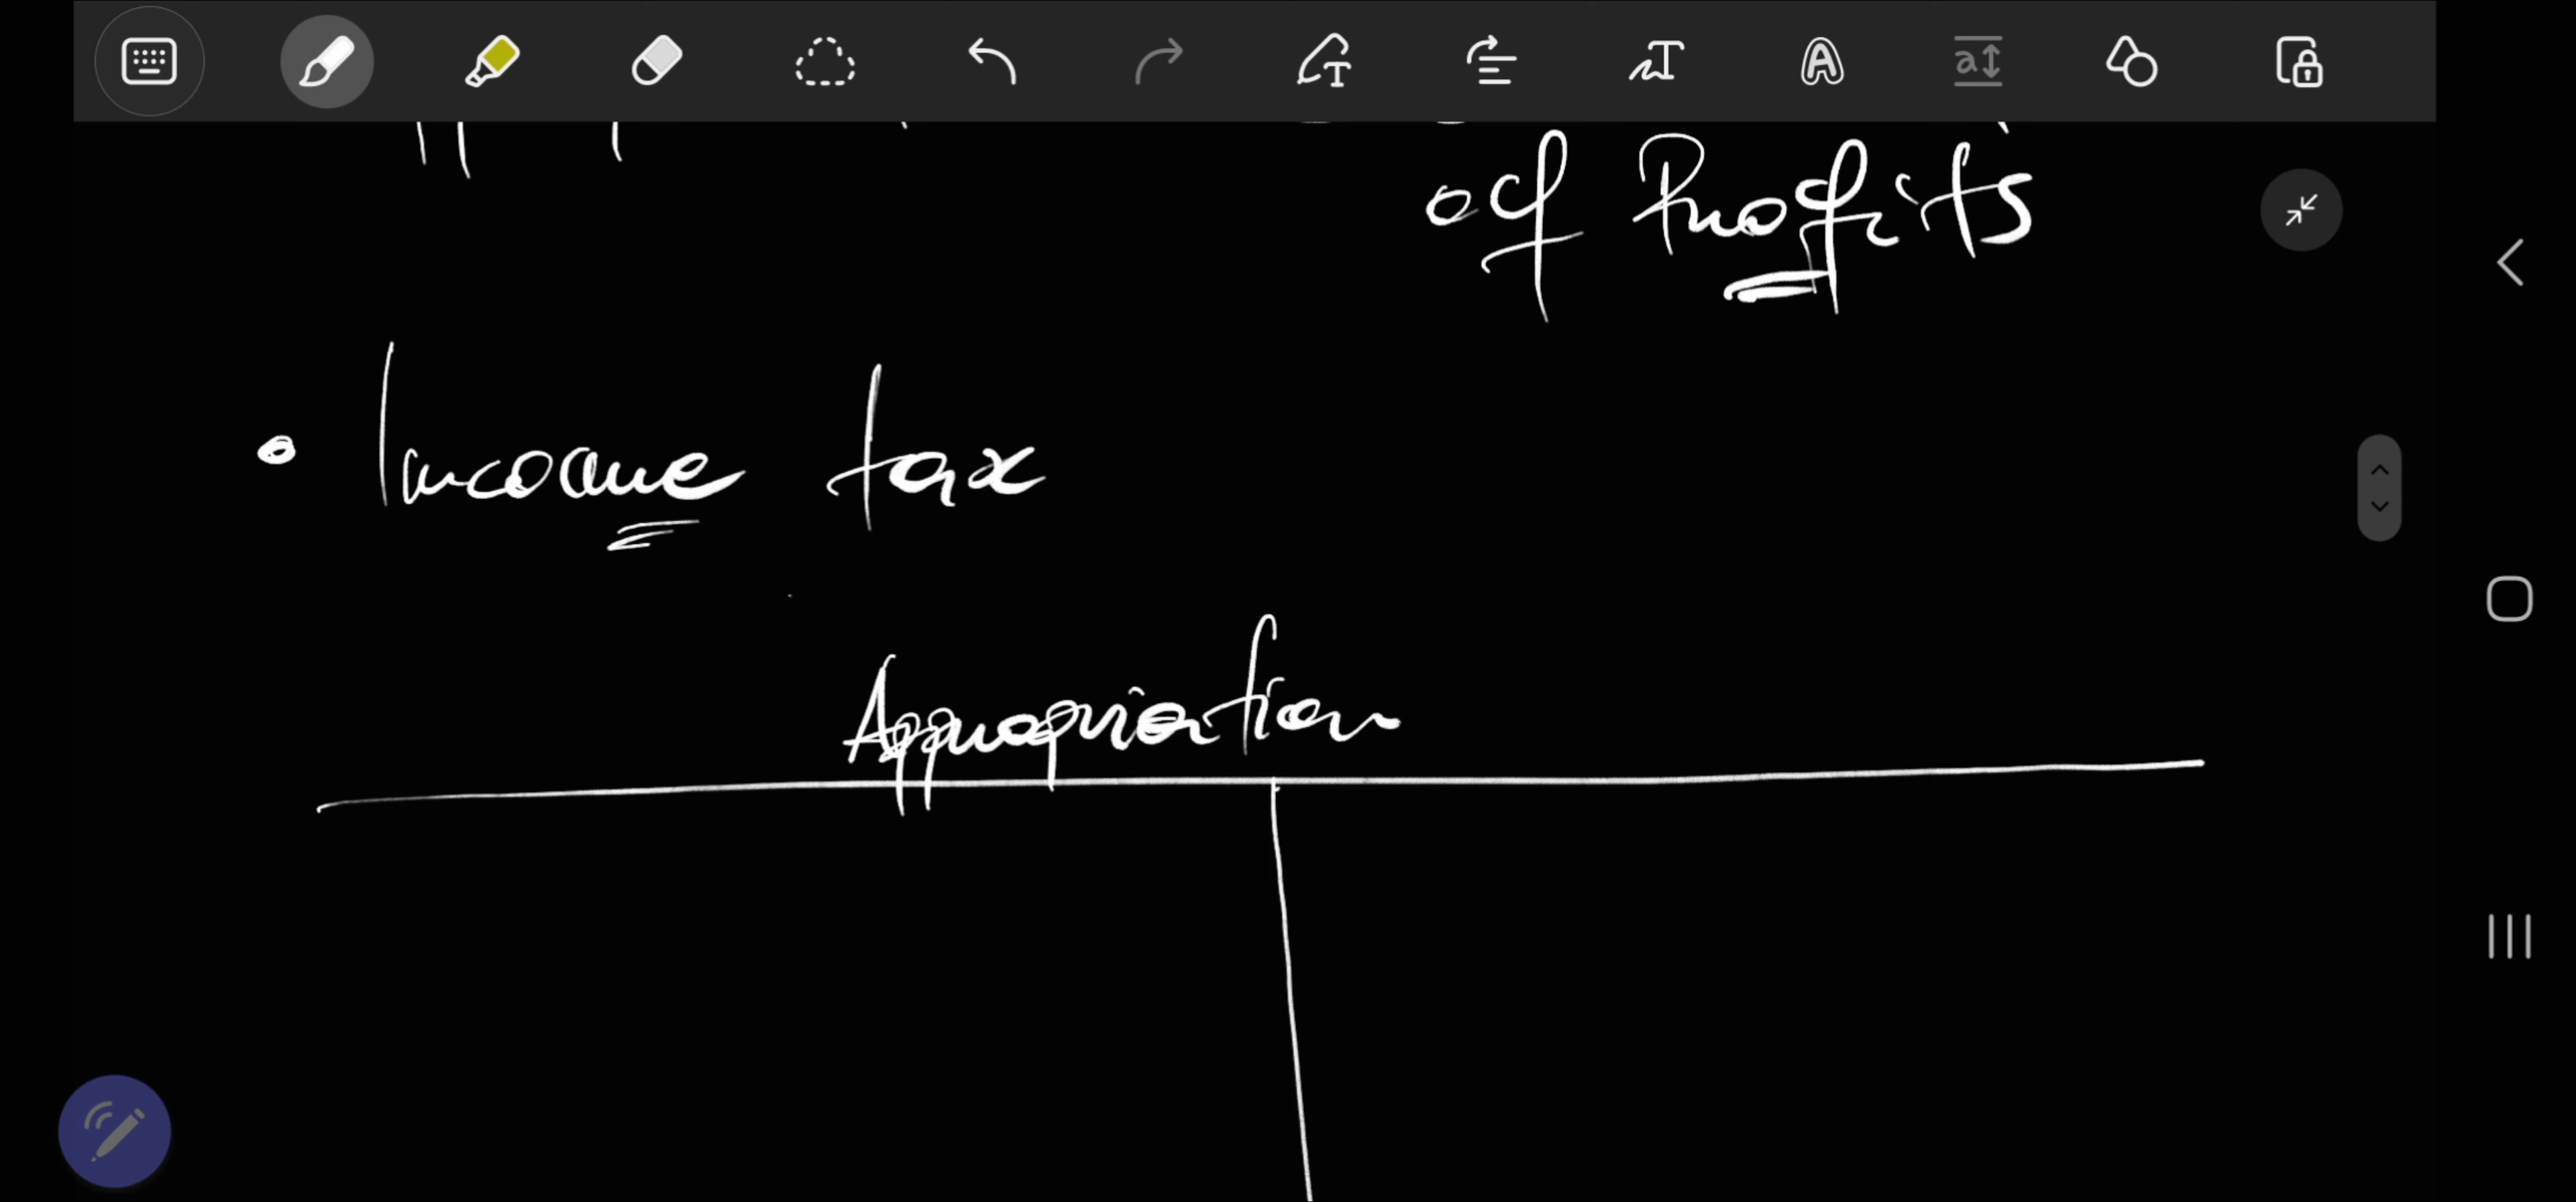 of Profits
• Income tax
Appropriation